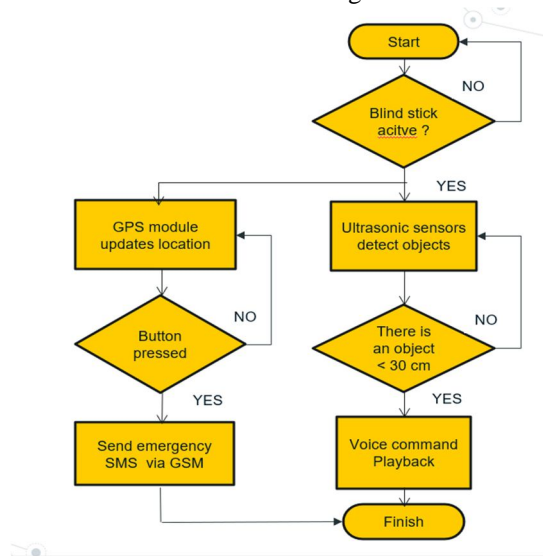 Start
NO
Blind stick
acitve ?
YES
GPS module
updates location
Ultrasonic sensors
detect objects
NO
Button
pressed
NO
There is
an object
< 30 cm
YES
YES
Send emergency
SMS via GSM
Voice command
Playback
Finish